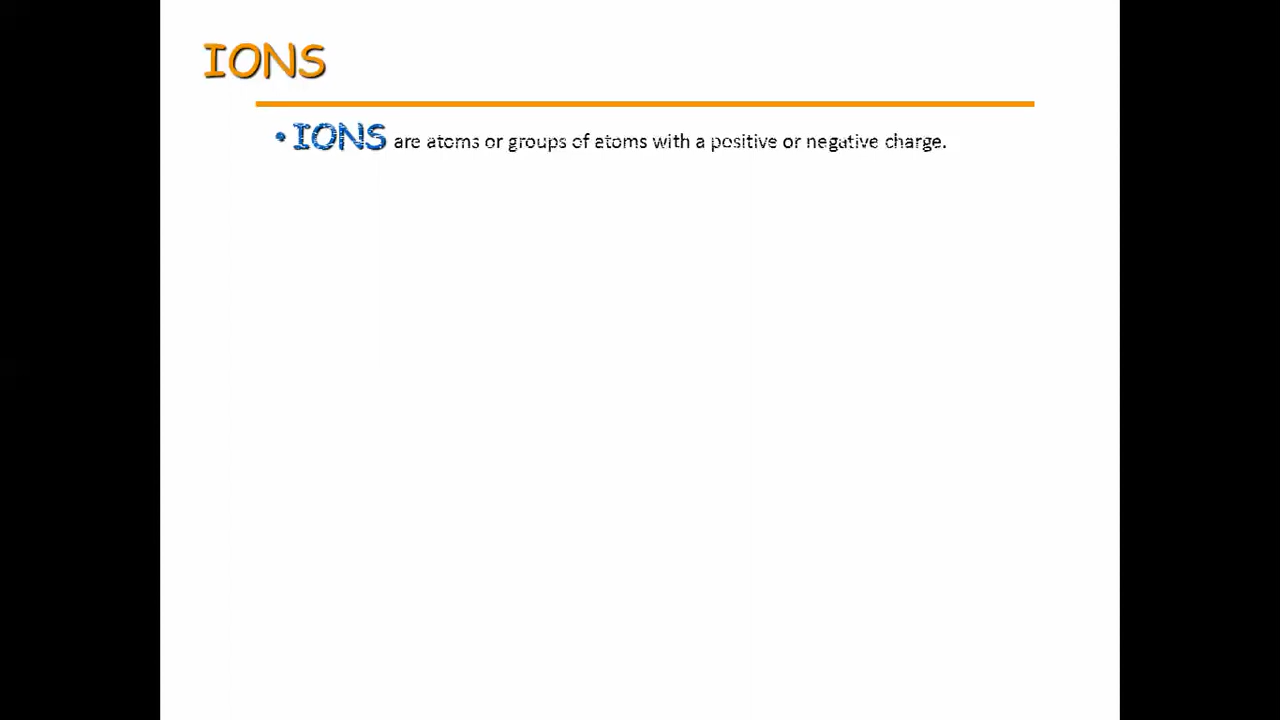 IONS
• IONS are atoms or groups of atoms with a positive or negative charge.